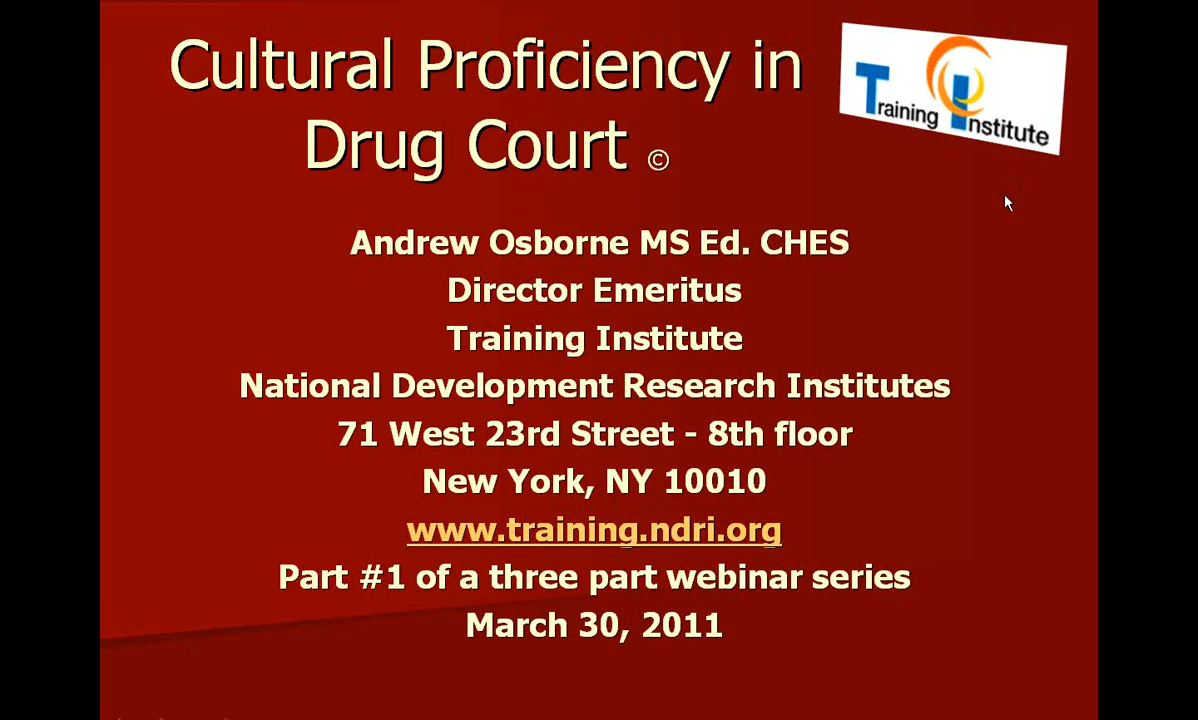 Cultural Proficiency in
Drug Court ©
Training Institute
Andrew Osborne MS Ed. CHES
Director Emeritus
Training Institute
National Development Research Institutes
71 West 23rd Street - 8th floor
New York, NY 10010
www.training.ndri.org
Part #1 of a three part webinar series
March 30, 2011